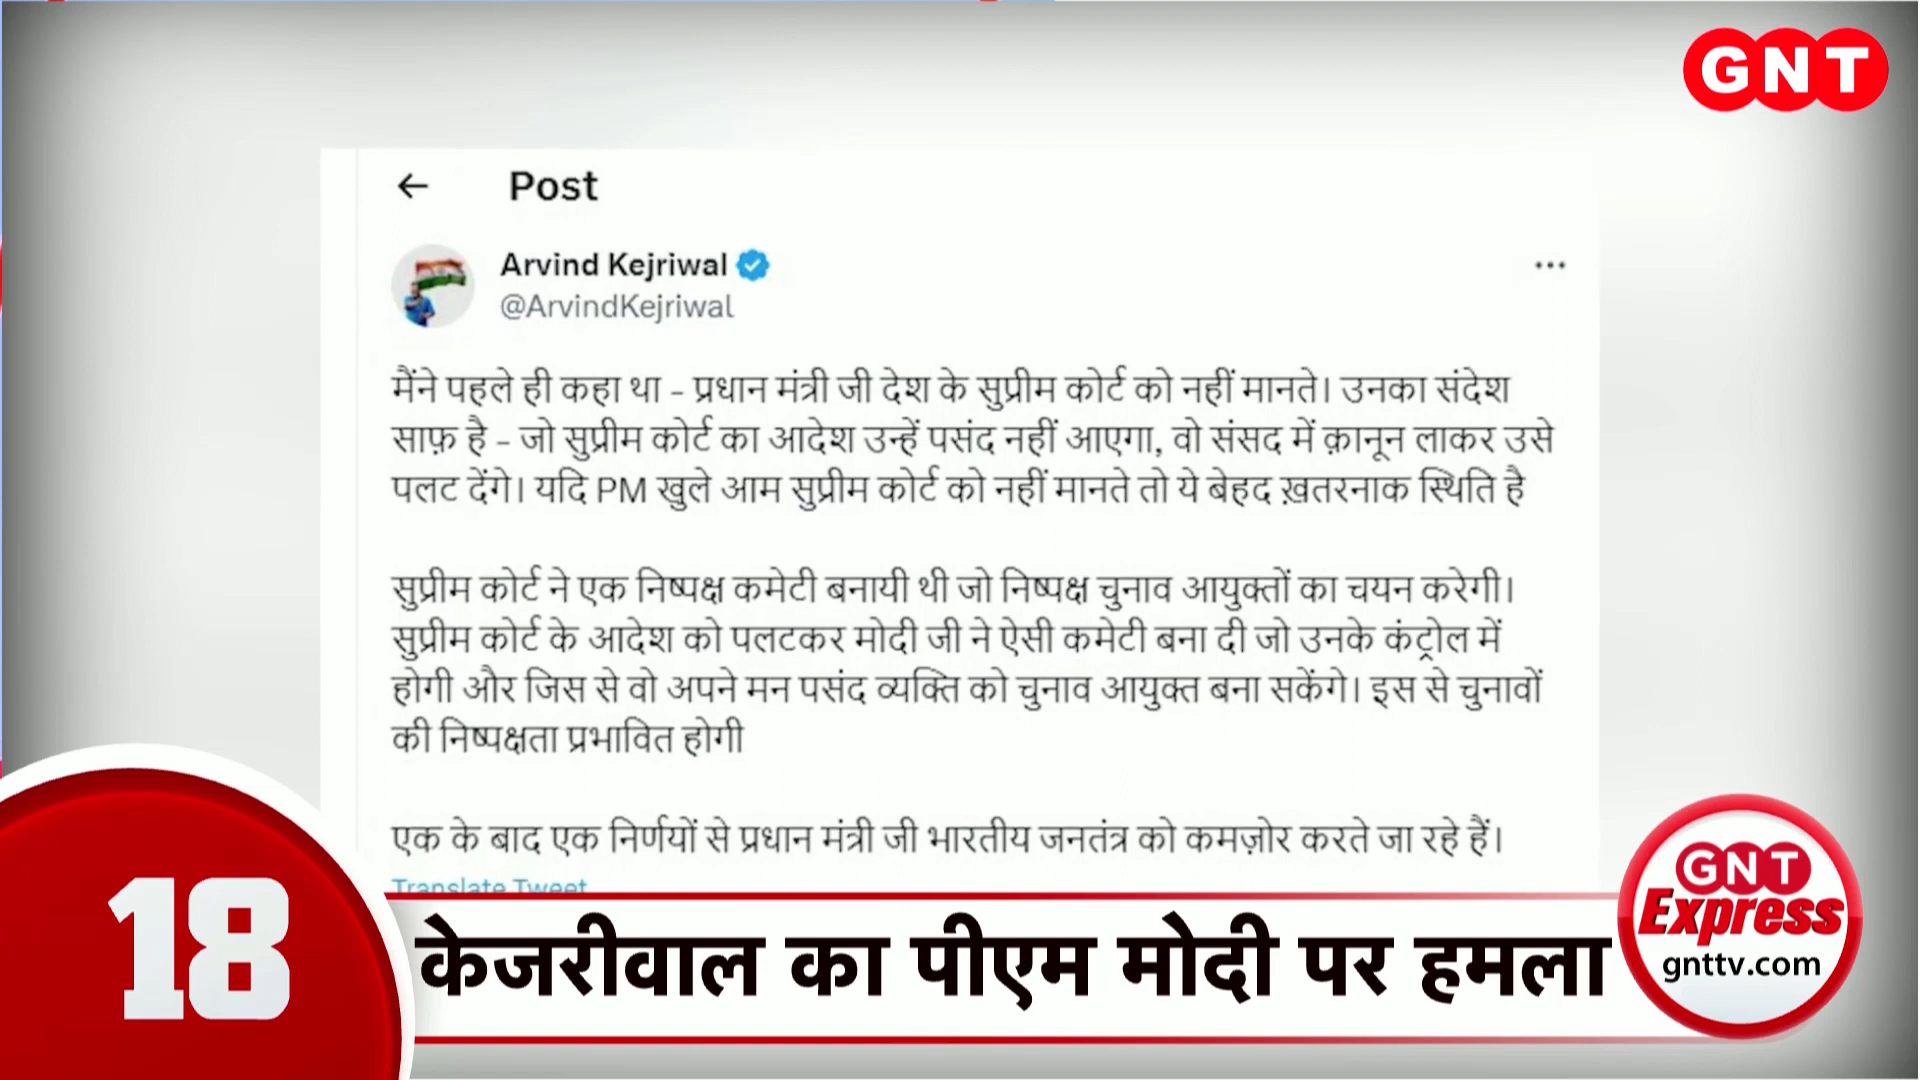 GNT
Post
Arvind Kejriwal
@ArvindKejriwal
मैंने पहले ही कहा था - प्रधान मंत्री जी देश के सुप्रीम कोर्ट को नहीं मानते। उनका संदेश
साफ़ है - जो सुप्रीम कोर्ट का आदेश उन्हें पसंद नहीं आएगा, वो संसद में क़ानून लाकर उसे
पलट देंगे। यदि PM खुले आम सुप्रीम कोर्ट को नहीं मानते तो ये बेहद ख़तरनाक स्थिति है
सुप्रीम कोर्ट ने एक निष्पक्ष कमेटी बनायी थी जो निष्पक्ष चुनाव आयुक्तों का चयन करेगी।
सुप्रीम कोर्ट के आदेश को पलटकर मोदी जी ने ऐसी कमेटी बना दी जो उनके कंट्रोल में
होगी और जिस से वो अपने मन पसंद व्यक्ति को चुनाव आयुक्त बना सकेंगे। इस से चुनावों
की निष्पक्षता प्रभावित होगी
एक के बाद एक निर्णयों से प्रधान मंत्री जी भारतीय जनतंत्र को कमज़ोर करते जा रहे हैं।
Translate Tweet
18
केजरीवाल का पीएम मोदी पर हमला
GNT
Express
gnttv.com